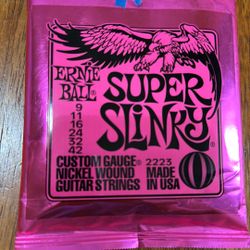 ERNIE
BALL®
SUPER
SLINKY®
9
11
16
24
32
42
CUSTOM GAUGE®
NICKEL WOUND
GUITAR STRINGS
2223
MADE
IN USA